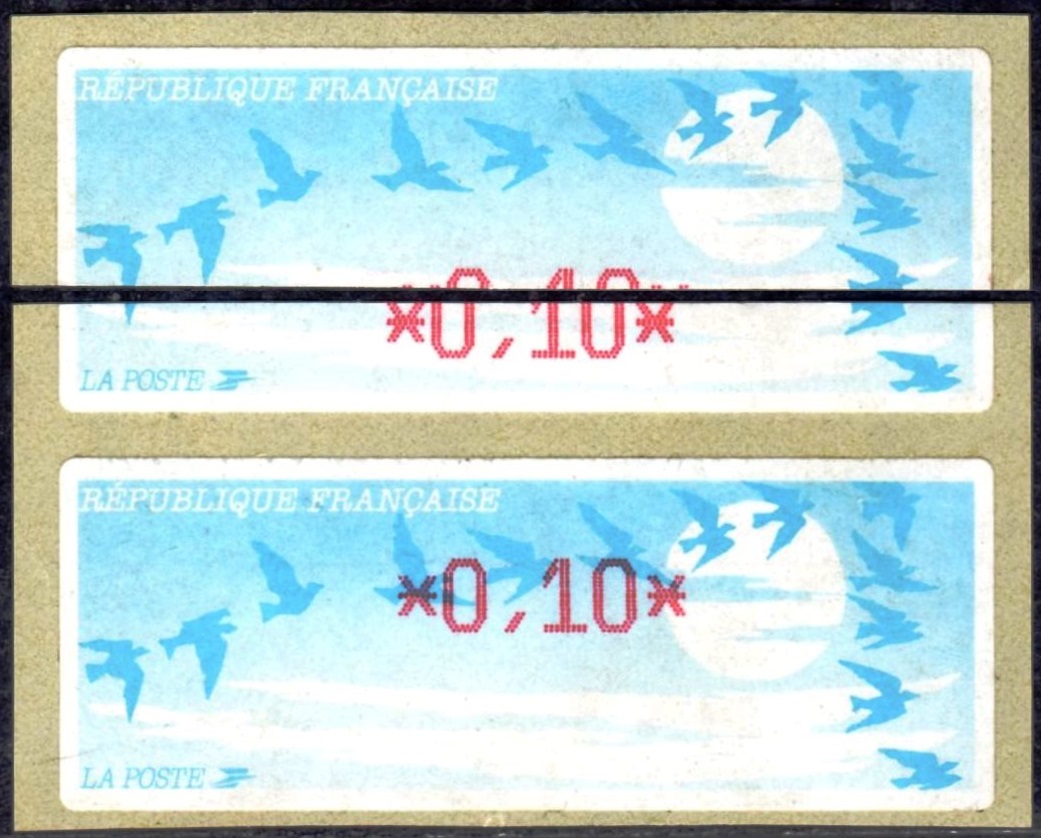 RÉPUBLIQUE FRANÇAISE
*0,10*
LA POSTE
RÉPUBLIQUE FRANÇAISE
*0,10*
LA POSTE